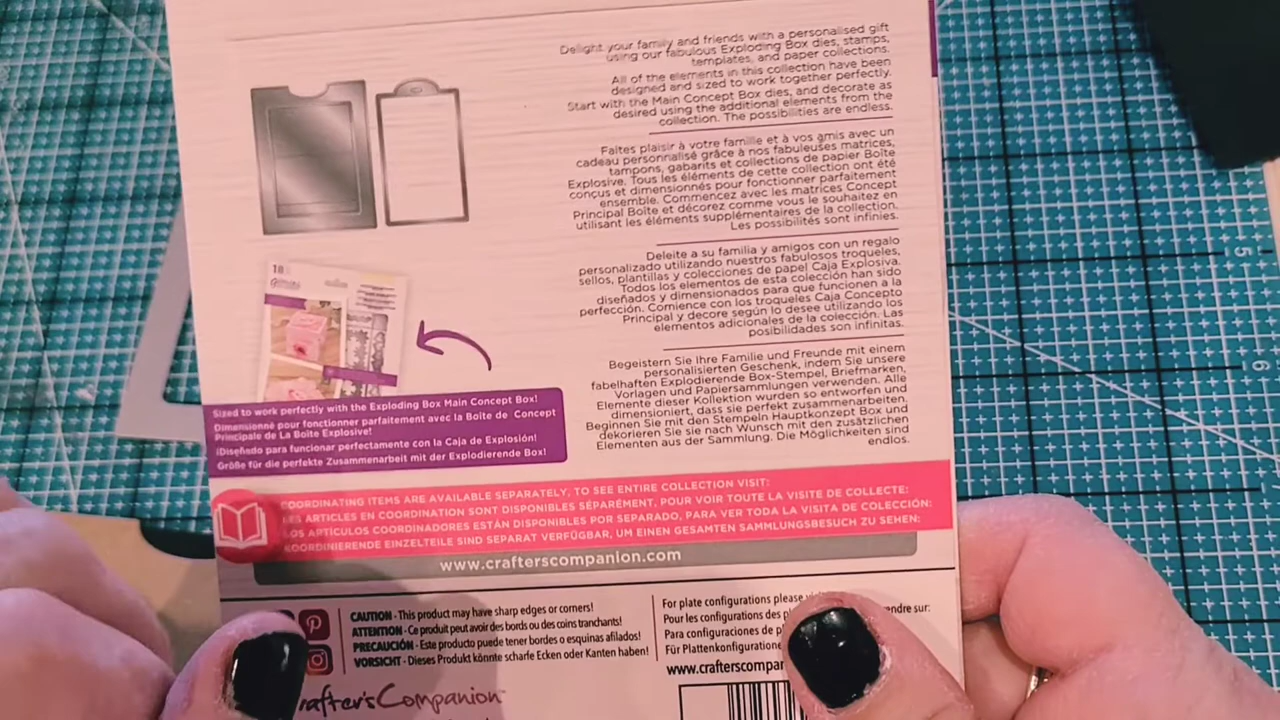 Delight your family and friends with a personalised gift
using our fabulous Exploding Box dies, stamps,
templates, and paper collections.
All of the elements in this collection have been
designed and sized to work together perfectly.
Start with the Main Concept Box dies, and decorate as
desired using the additional elements from the
collection. The possibilities are endless.
Faites plaisir à votre famille et à vos amis avec un
cadeau personnalisé grâce à nos fabuleuses matrices,
tampons, gabarits et collections de papier Boîte
Explosive. Tous les éléments de cette collection ont été
conçus et dimensionnés pour fonctionner parfaitement
ensemble. Commencez avec les matrices Concept
Principal Boîte et décorez comme vous le souhaitez en
utilisant les éléments supplémentaires de la collection.
Les possibilités sont infinies.
Deleite a su familia y amigos con un regalo
personalizado utilizando nuestros fabulosos troqueles,
sellos, plantillas y colecciones de papel Caja Explosiva.
Todos los elementos de esta colección han sido
diseñados y dimensionados para que funcionen a la
perfección. Comience con los troqueles Caja Concepto
Principal y decore según lo desee utilizando los
elementos adicionales de la colección. Las
posibilidades son infinitas.
Begeistern Sie Ihre Familie und Freunde mit einem
personalisierten Geschenk, indem Sie unsere
fabelhaften Explodierende Box-Stempel, Briefmarken,
Vorlagen und Papiersammlungen verwenden. Alle
Elemente dieser Kollektion wurden so entworfen und
dimensioniert, dass sie perfekt zusammenarbeiten.
Beginnen Sie mit den Stempeln Hauptkonzept Box und
dekorieren Sie sie nach Wunsch mit den zusätzlichen
Elementen aus der Sammlung. Die Möglichkeiten sind
endlos.
18
Sized to work perfectly with the Exploding Box Main Concept Box!
Dimensionné pour fonctionner parfaitement avec la Boîte de Concept
Principale de La Boîte Explosive!
¡Diseñado para funcionar perfectamente con la Caja de Explosión!
Größe für die perfekte Zusammenarbeit mit der Explodierende Box!
COORDINATING ITEMS ARE AVAILABLE SEPARATELY, TO SEE ENTIRE COLLECTION VISIT:
LES ARTICLES EN COORDINATION SONT DISPONIBLES SÉPARÉMENT, POUR VOIR TOUTE LA VISITE DE COLLECTE:
LOS ARTÍCULOS COORDINADORES ESTÁN DISPONIBLES POR SEPARADO, PARA VER TODA LA VISITA DE COLECCIÓN:
KOORDINIERENDE EINZELTEILE SIND SEPARAT VERFÜGBAR, UM EINEN GESAMTEN SAMMLUNGSBESUCH ZU SEHEN:
www.crafterscompanion.com
CAUTION - This product may have sharp edges or corners!
ATTENTION - Ce produit peut avoir des bords ou des coins tranchants!
PRECAUCIÓN - Este producto puede tener bordes o esquinas afilados!
VORSICHT - Dieses Produkt könnte scharfe Ecken oder Kanten haben!
For plate configurations please
Pour les configurations des
Para configuraciones de
Für Plattenkonfiguratione
www.crafterscompan
Crafter's Companion
5
6